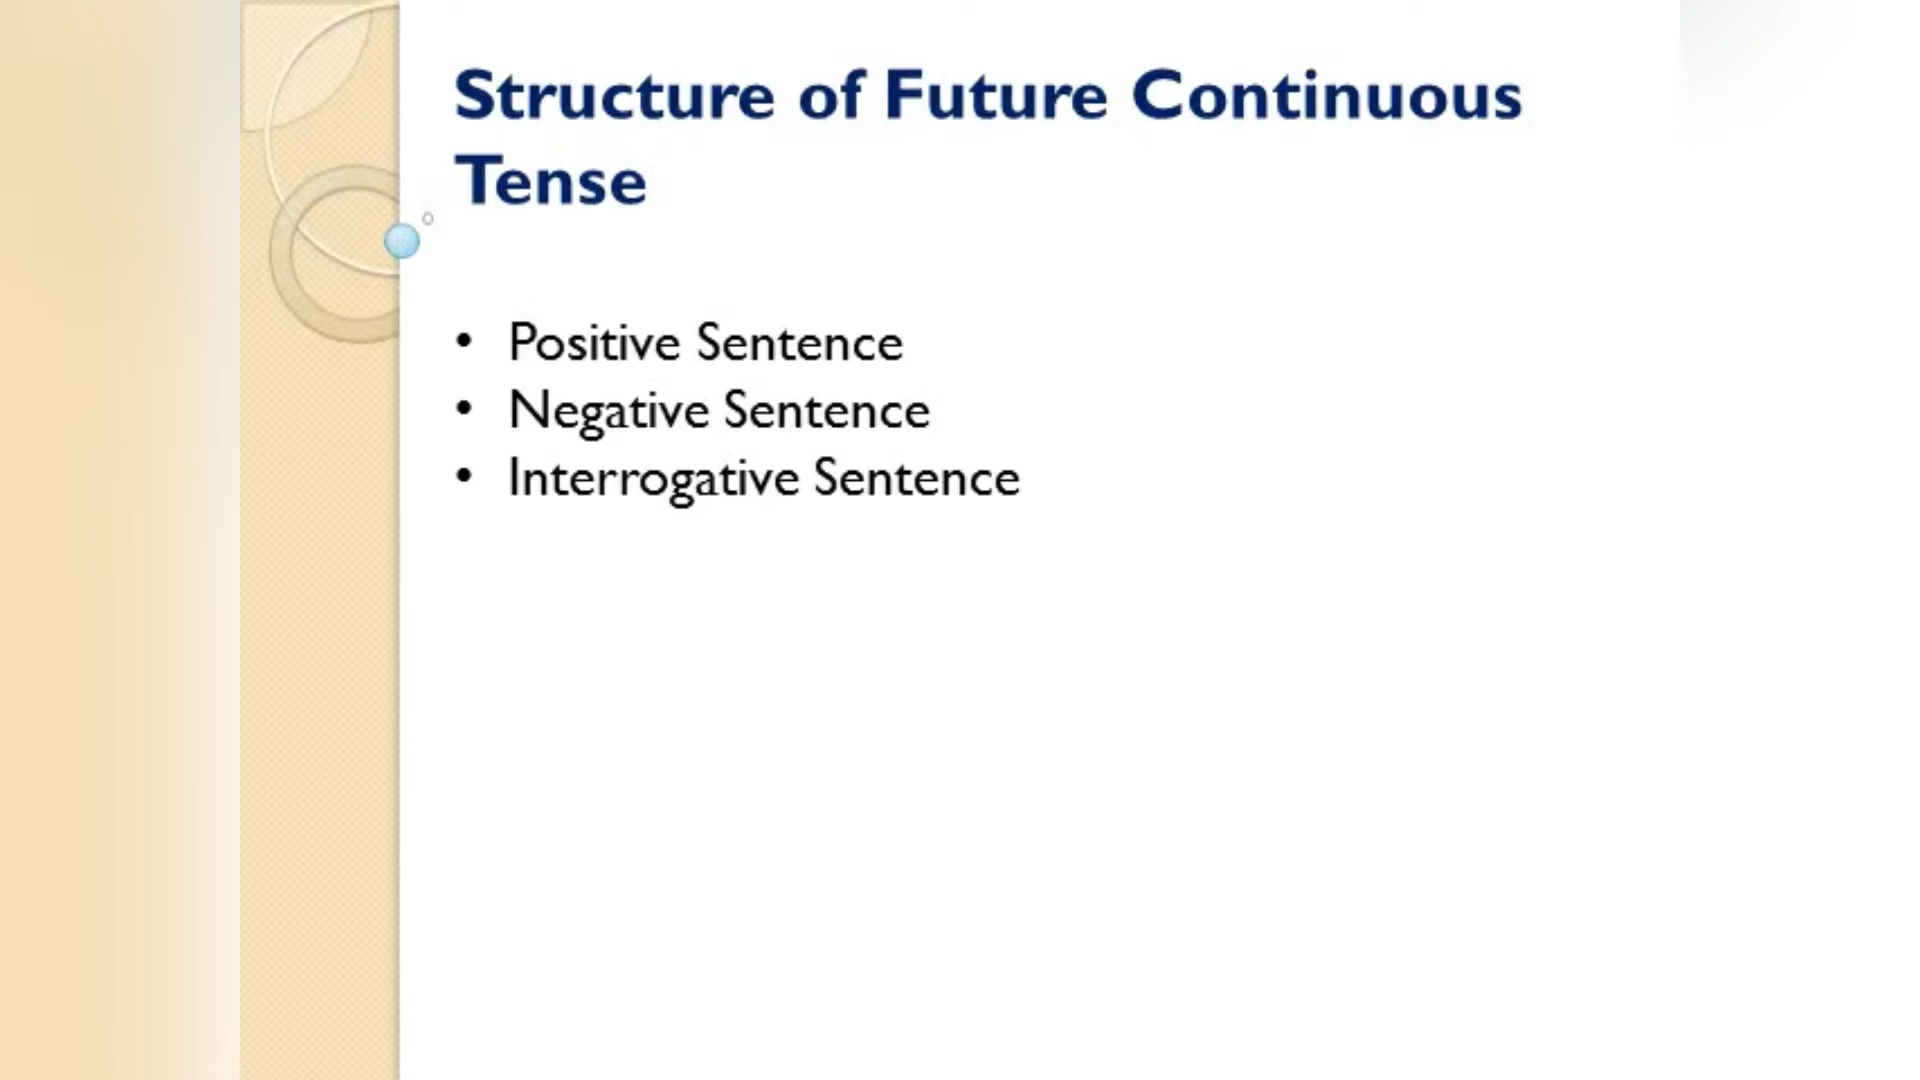 Structure of Future Continuous
Tense
• Positive Sentence
• Negative Sentence
• Interrogative Sentence